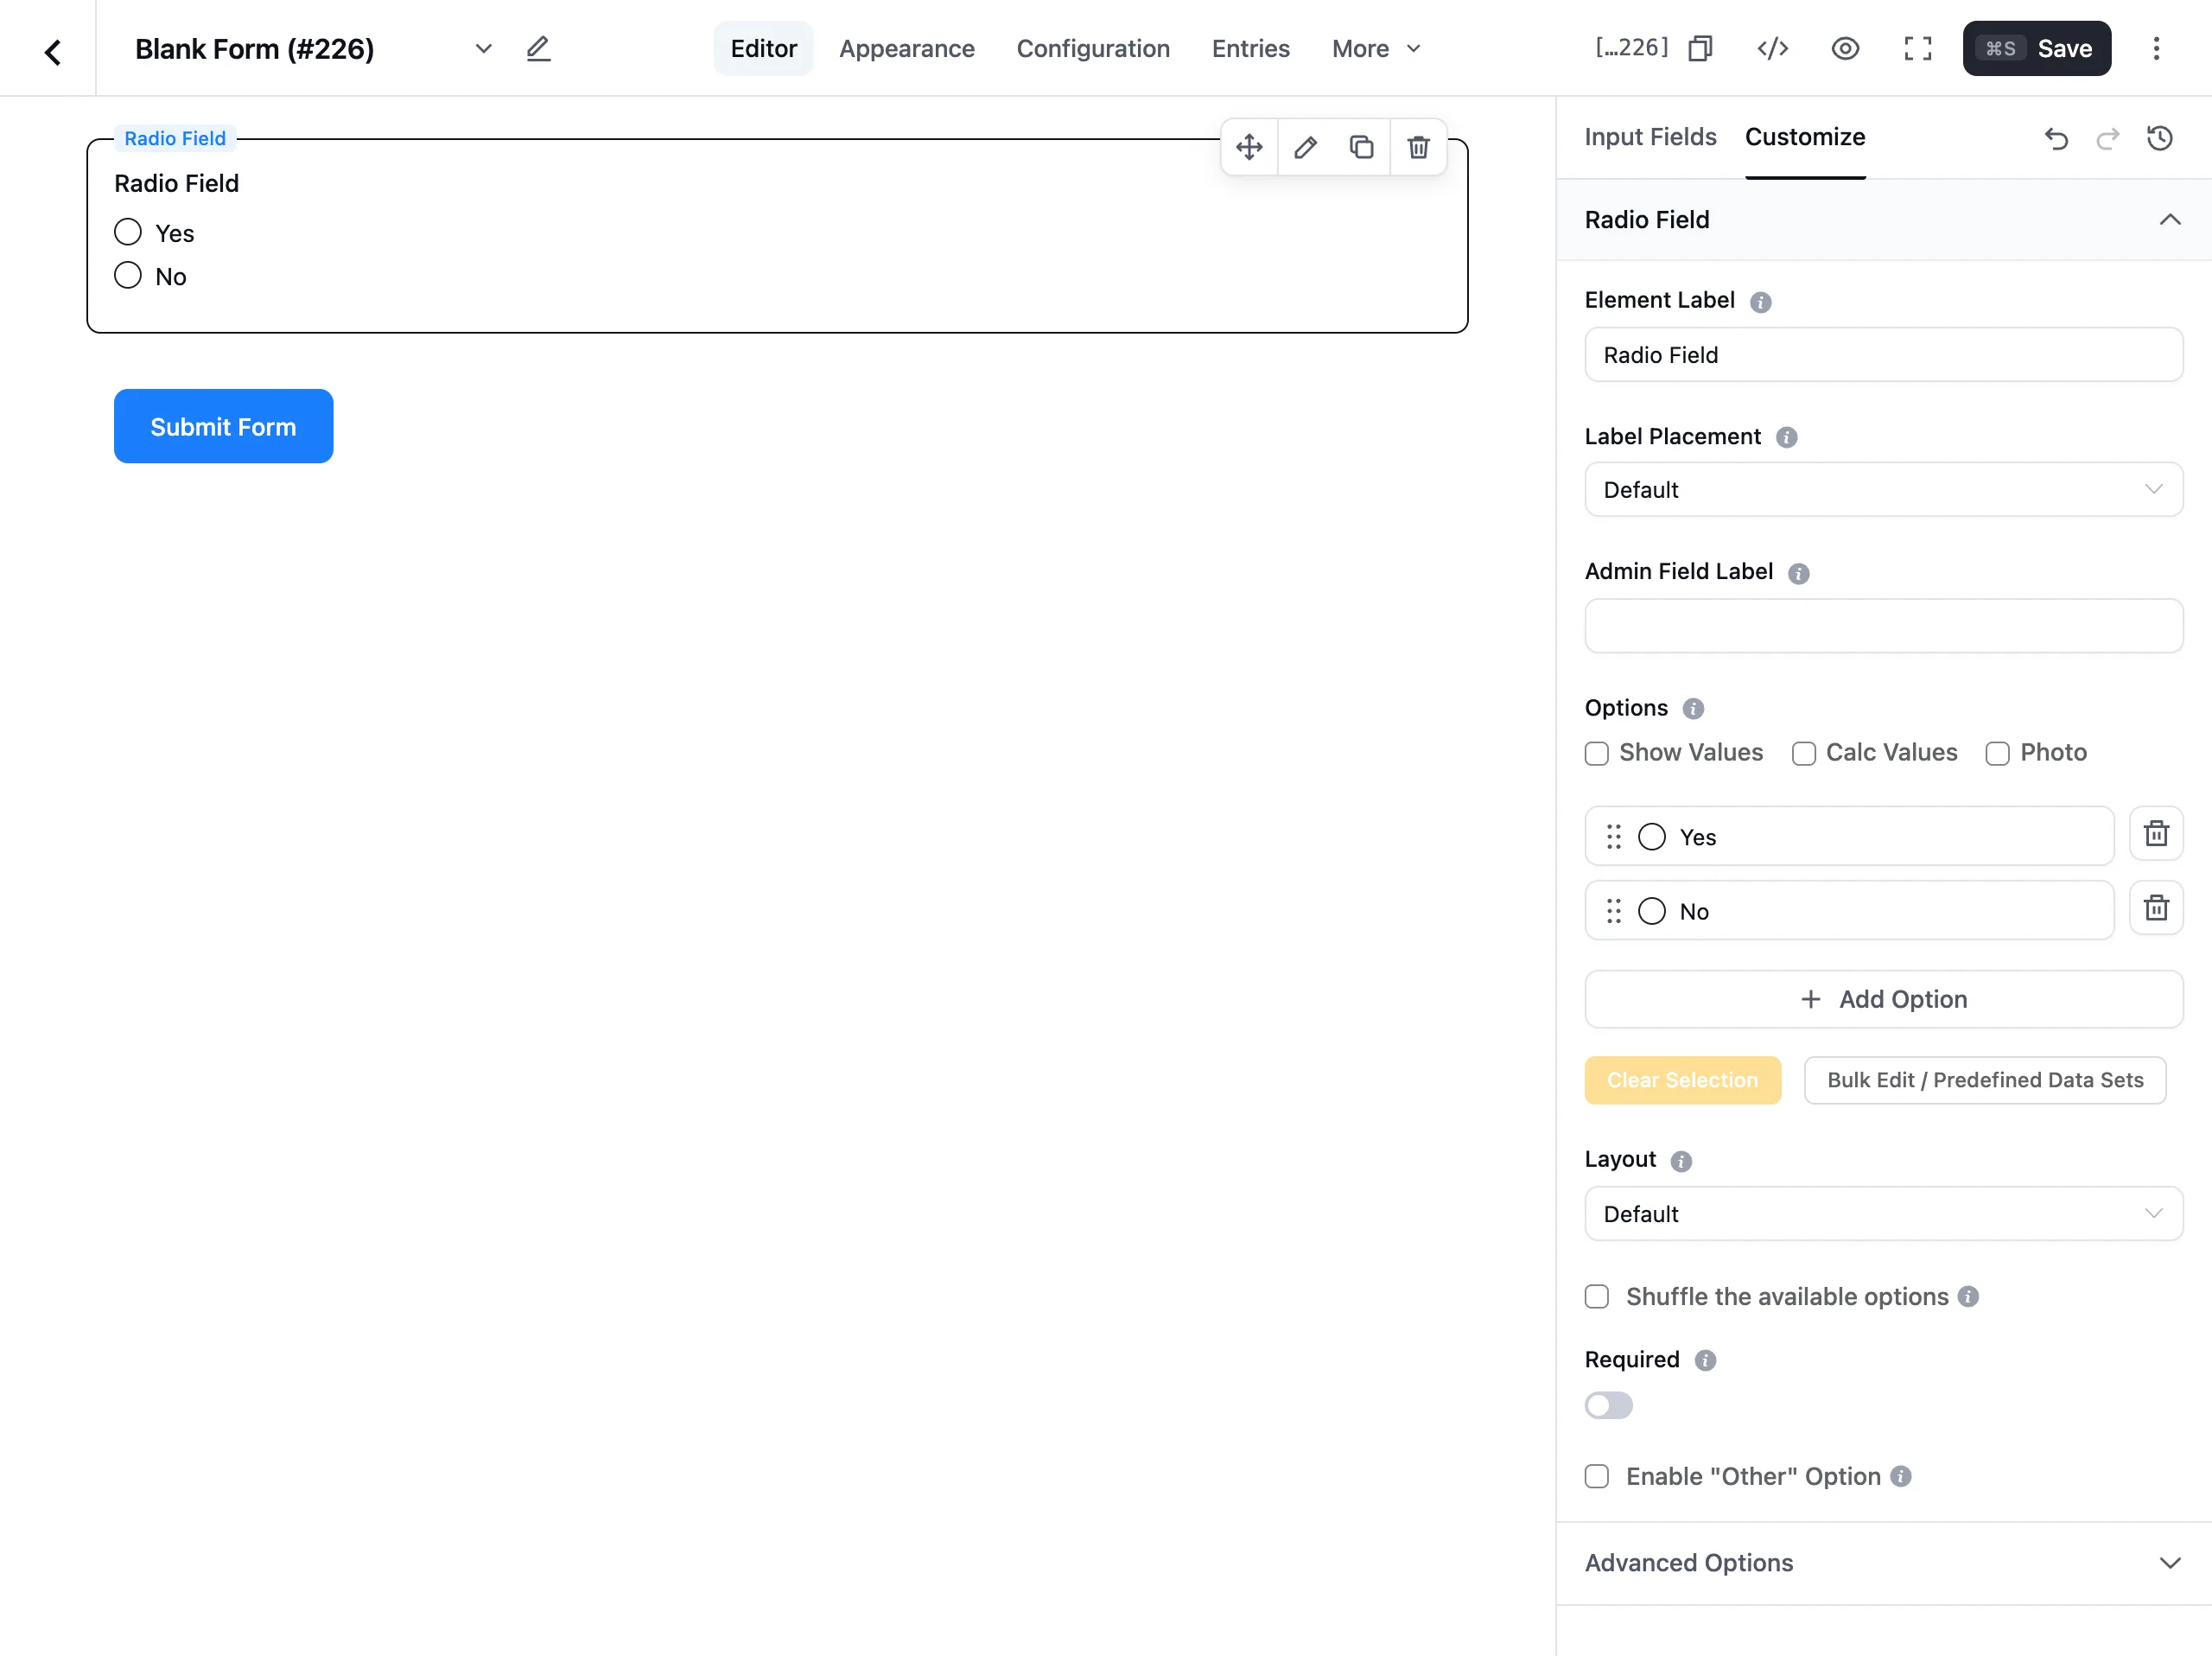 Blank Form (#226)
Editor
Appearance
Configuration
Entries
More
[...226]
⌘S Save
Radio Field
Radio Field
Yes
No
Submit Form
Input Fields
Customize
Radio Field
Element Label
Radio Field
Label Placement
Default
Admin Field Label
Options
Show Values
Calc Values
Photo
Yes
No
Add Option
Clear Selection
Bulk Edit / Predefined Data Sets
Layout
Default
Shuffle the available options
Required
Enable "Other" Option
Advanced Options